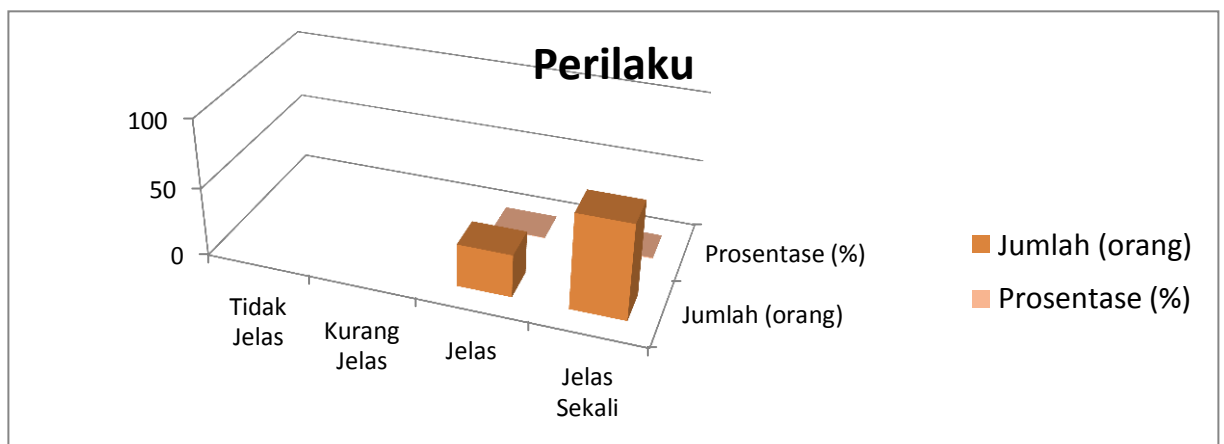 Perilaku
100
50
0
Tidak
Jelas
Kurang
Jelas
Jelas
Jelas
Sekali
Prosentase (%)
Jumlah (orang)
Jumlah (orang)
Prosentase (%)